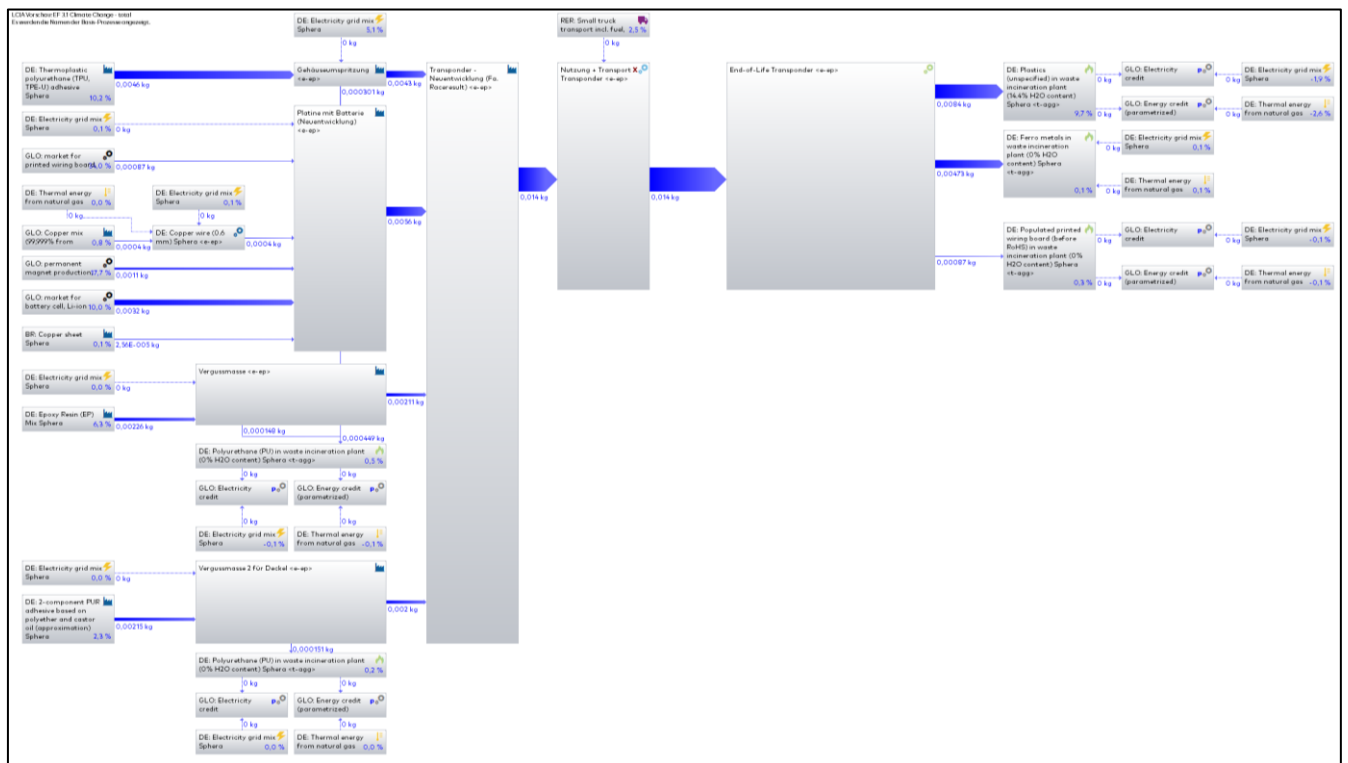 LCIA Vorschau: EF 3.1 Climate Change - total
Es werden die Namen der Basis-Prozesse angezeigt.
DE: Electricity grid mix
Sphera 5,1 %
0 kg
RER: Small truck
transport incl. fuel, 2,5 %
0 kg
DE: Thermoplastic
polyurethane (TPU,
TPE-U) adhesive
Sphera
10,2 %
0,0046 kg
Gehäuseumspritzung
<e-ep>
0,0043 kg
0,000301 kg
Transponder -
Neuentwicklung (Fa.
Raceresult) <e-ep>
Nutzung + Transport
Transponder <e-ep>
End-of-Life Transponder <e-ep>
DE: Plastics
(unspecified) in waste
incineration plant
(14.4% H2O content)
Sphera <t-agg>
9,7 %
0,0084 kg
0 kg
GLO: Electricity
credit
0 kg
DE: Electricity grid mix
Sphera -1,9 %
0 kg
GLO: Energy credit
(parametrized)
0 kg
DE: Thermal energy
from natural gas -2,6 %
DE: Electricity grid mix
Sphera 0,1 %
0 kg
Platine mit Batterie
(Neuentwicklung)
<e-ep>
GLO: market for
printed wiring board,
0,00087 kg
DE: Ferro metals in
waste incineration
plant (0% H2O
content) Sphera
<t-agg>
0,1 %
0,00473 kg
0 kg
DE: Electricity grid mix
Sphera 0,1 %
0 kg
DE: Thermal energy
from natural gas 0,1 %
DE: Thermal energy
from natural gas 0,0 %
0 kg
DE: Electricity grid mix
Sphera 0,1 %
0 kg
0,014 kg
0,014 kg
0,0056 kg
GLO: Copper mix
(99,999% from 0,8 %
0,0004 kg
DE: Copper wire (0.6
mm) Sphera <e-ep>
0,0004 kg
DE: Populated printed
wiring board (before
RoHS) in waste
incineration plant (0%
H2O content) Sphera
<t-agg>
0,3 %
0,00087 kg
0 kg
GLO: Electricity
credit
0 kg
DE: Electricity grid mix
Sphera -0,1 %
0 kg
GLO: Energy credit
(parametrized)
0 kg
DE: Thermal energy
from natural gas -0,1 %
GLO: permanent
magnet production,
0,0011 kg
GLO: market for
battery cell, Li-ion 10,0 %
0,0032 kg
BR: Copper sheet
Sphera 0,1 %
2,56E-005 kg
DE: Electricity grid mix
Sphera 0,0 %
0 kg
Vergussmasse <e-ep>
0,00211 kg
DE: Epoxy Resin (EP)
Mix Sphera 6,3 %
0,00226 kg
0,000148 kg
0,000449 kg
DE: Polyurethane (PU) in waste incineration plant
(0% H2O content) Sphera <t-agg> 0,5 %
0 kg
0 kg
GLO: Electricity
credit
GLO: Energy credit
(parametrized)
0 kg
0 kg
DE: Electricity grid mix
Sphera -0,1 %
DE: Thermal energy
from natural gas -0,1 %
DE: Electricity grid mix
Sphera 0,0 %
0 kg
Vergussmasse 2 für Deckel <e-ep>
0,002 kg
DE: 2-component PUR
adhesive based on
polyether and castor
oil (approximation)
Sphera 2,3 %
0,00215 kg
0,000151 kg
DE: Polyurethane (PU) in waste incineration plant
(0% H2O content) Sphera <t-agg> 0,2 %
0 kg
0 kg
GLO: Electricity
credit
GLO: Energy credit
(parametrized)
0 kg
0 kg
DE: Electricity grid mix
Sphera 0,0 %
DE: Thermal energy
from natural gas 0,0 %